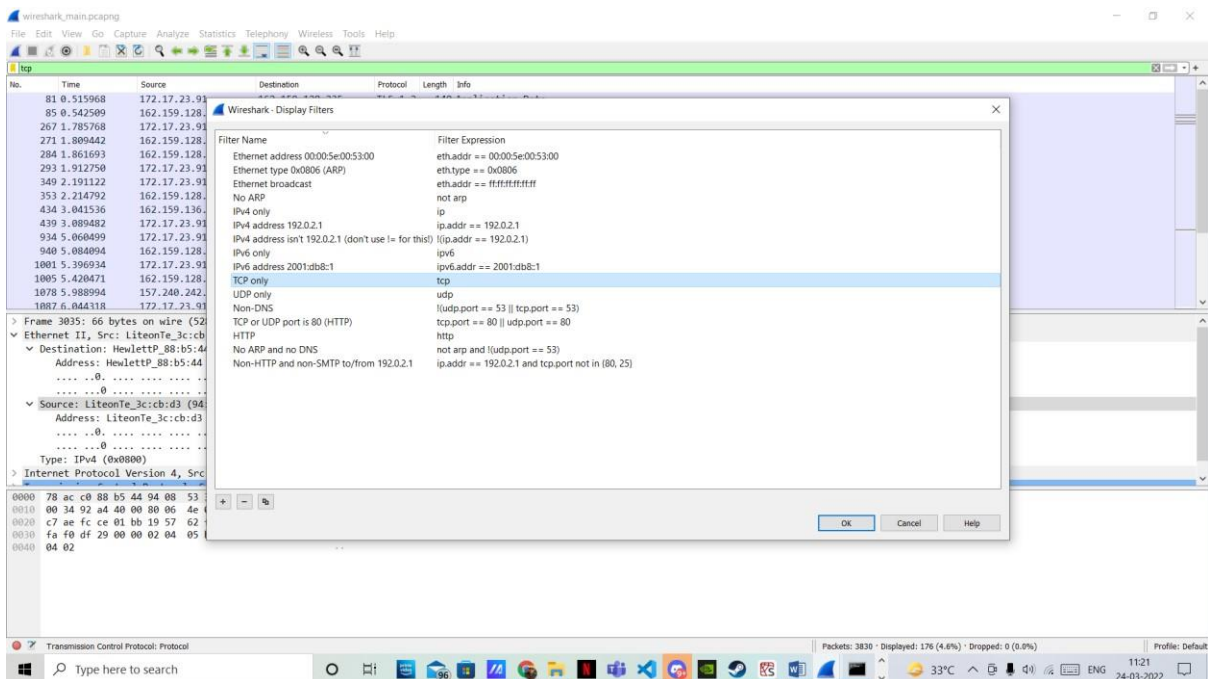 wireshark_main.pcapng
File Edit View Go Capture Analyze Statistics Telephony Wireless Tools Help
tcp
No. Time Source Destination Protocol Length Info
81 0.515968 172.17.23.91
85 0.542509 162.159.128.
267 1.785768 172.17.23.91
271 1.809442 162.159.128.
284 1.861693 162.159.128.
293 1.912750 172.17.23.91
349 2.191122 172.17.23.91
353 2.214792 162.159.128.
434 3.041536 162.159.136.
439 3.089482 172.17.23.91
934 5.060499 172.17.23.91
940 5.084094 162.159.128.
1001 5.396934 172.17.23.91
1005 5.420471 162.159.128.
1078 5.988994 157.240.242.
1087 6.044318 172.17.23.91
Wireshark · Display Filters
Filter Name Filter Expression
Ethernet address 00:00:5e:00:53:00 eth.addr == 00:00:5e:00:53:00
Ethernet type 0x0806 (ARP) eth.type == 0x0806
Ethernet broadcast eth.addr == ff:ff:ff:ff:ff:ff
No ARP not arp
IPv4 only ip
IPv4 address 192.0.2.1 ip.addr == 192.0.2.1
IPv4 address isn't 192.0.2.1 (don't use != for this!) !(ip.addr == 192.0.2.1)
IPv6 only ipv6
IPv6 address 2001:db8::1 ipv6.addr == 2001:db8::1
TCP only tcp
UDP only udp
Non-DNS !(udp.port == 53 || tcp.port == 53)
TCP or UDP port is 80 (HTTP) tcp.port == 80 || udp.port == 80
HTTP http
No ARP and no DNS not arp and !(udp.port == 53)
Non-HTTP and non-SMTP to/from 192.0.2.1 ip.addr == 192.0.2.1 and tcp.port not in {80, 25}
+ -
OK Cancel Help
Frame 3035: 66 bytes on wire (528
Ethernet II, Src: LiteonTe_3c:cb
Destination: HewlettP_88:b5:44
Address: HewlettP_88:b5:44
.... ..0. .... .... .... ..
.... ...0 .... .... .... ..
Source: LiteonTe_3c:cb:d3 (94:
Address: LiteonTe_3c:cb:d3
.... ..0. .... .... .... ..
.... ...0 .... .... .... ..
Type: IPv4 (0x0800)
Internet Protocol Version 4, Src
0000 78 ac c0 88 b5 44 94 08 53
0010 00 34 92 a4 40 00 80 06 4e
0020 c7 ae fc ce 01 bb 19 57 62
0030 fa f0 df 29 00 00 02 04 05
0040 04 02 ..
Transmission Control Protocol: Protocol
Packets: 3830 · Displayed: 176 (4.6%) · Dropped: 0 (0.0%)
Profile: Default
Type here to search
96
33°C
ENG
11:21
24-03-2022